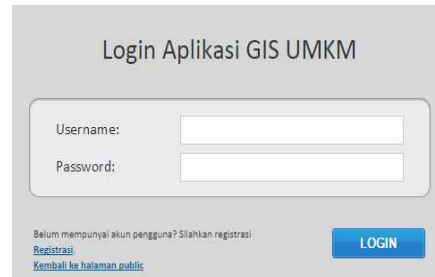 Login Aplikasi GIS UMKM
Username:
Password:
Belum mempunyai akun pengguna? Silahkan registrasi
Registrasi.
Kembali ke halaman public
LOGIN